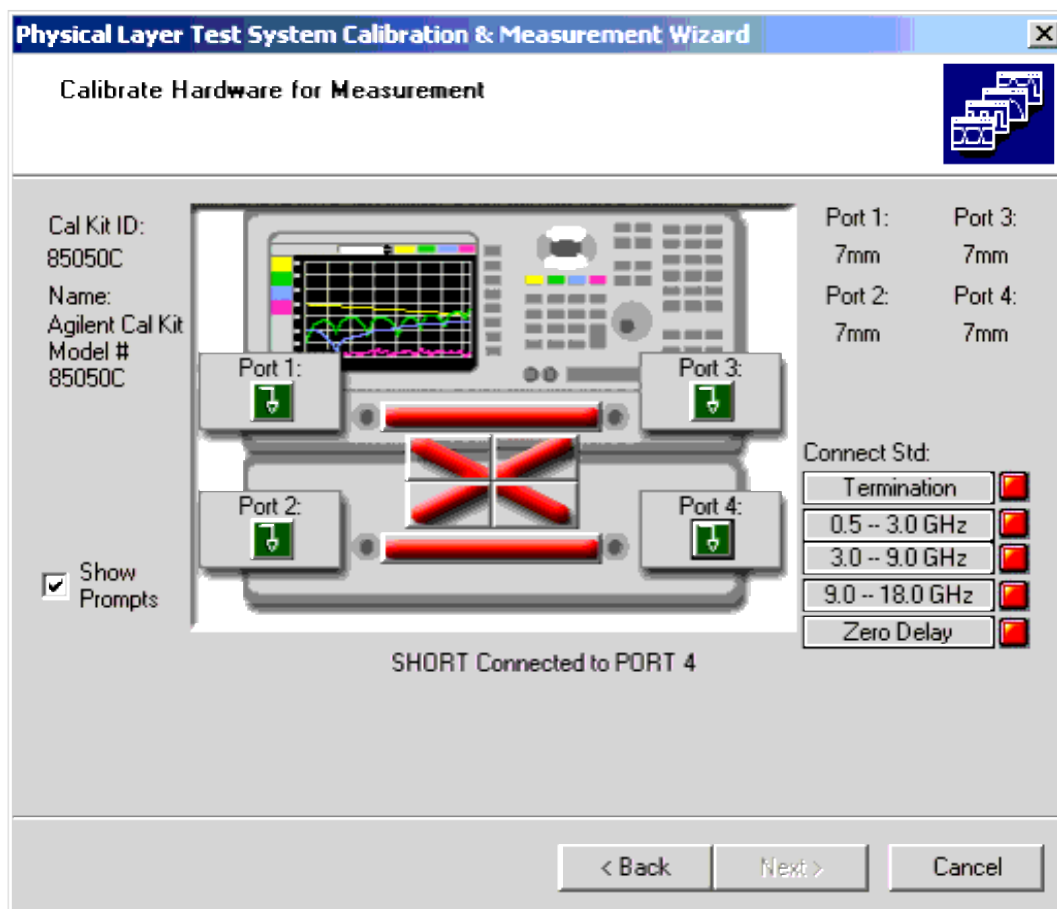 Physical Layer Test System Calibration & Measurement Wizard
Calibrate Hardware for Measurement
Cal Kit ID:
85050C
Name:
Agilent Cal Kit
Model #
85050C
Show
Prompts
Port 1:
Port 3:
Port 2:
Port 4:
SHORT Connected to PORT 4
Port 1:
Port 3:
7mm
7mm
Port 2:
Port 4:
7mm
7mm
Connect Std:
Termination
0.5 -- 3.0 GHz
3.0 -- 9.0 GHz
9.0 -- 18.0 GHz
Zero Delay
< Back
Next >
Cancel